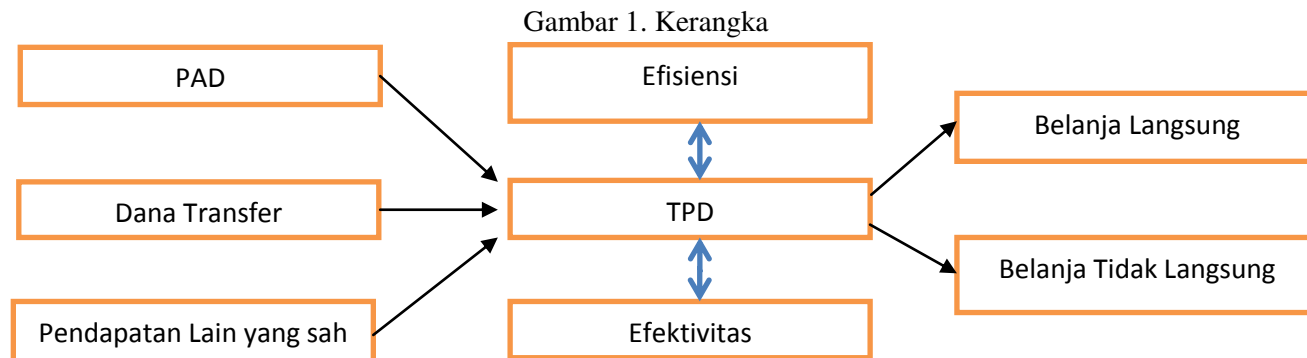 Gambar 1. Kerangka
PAD
Efisiensi
Belanja Langsung
Dana Transfer
TPD
Belanja Tidak Langsung
Pendapatan Lain yang sah
Efektivitas